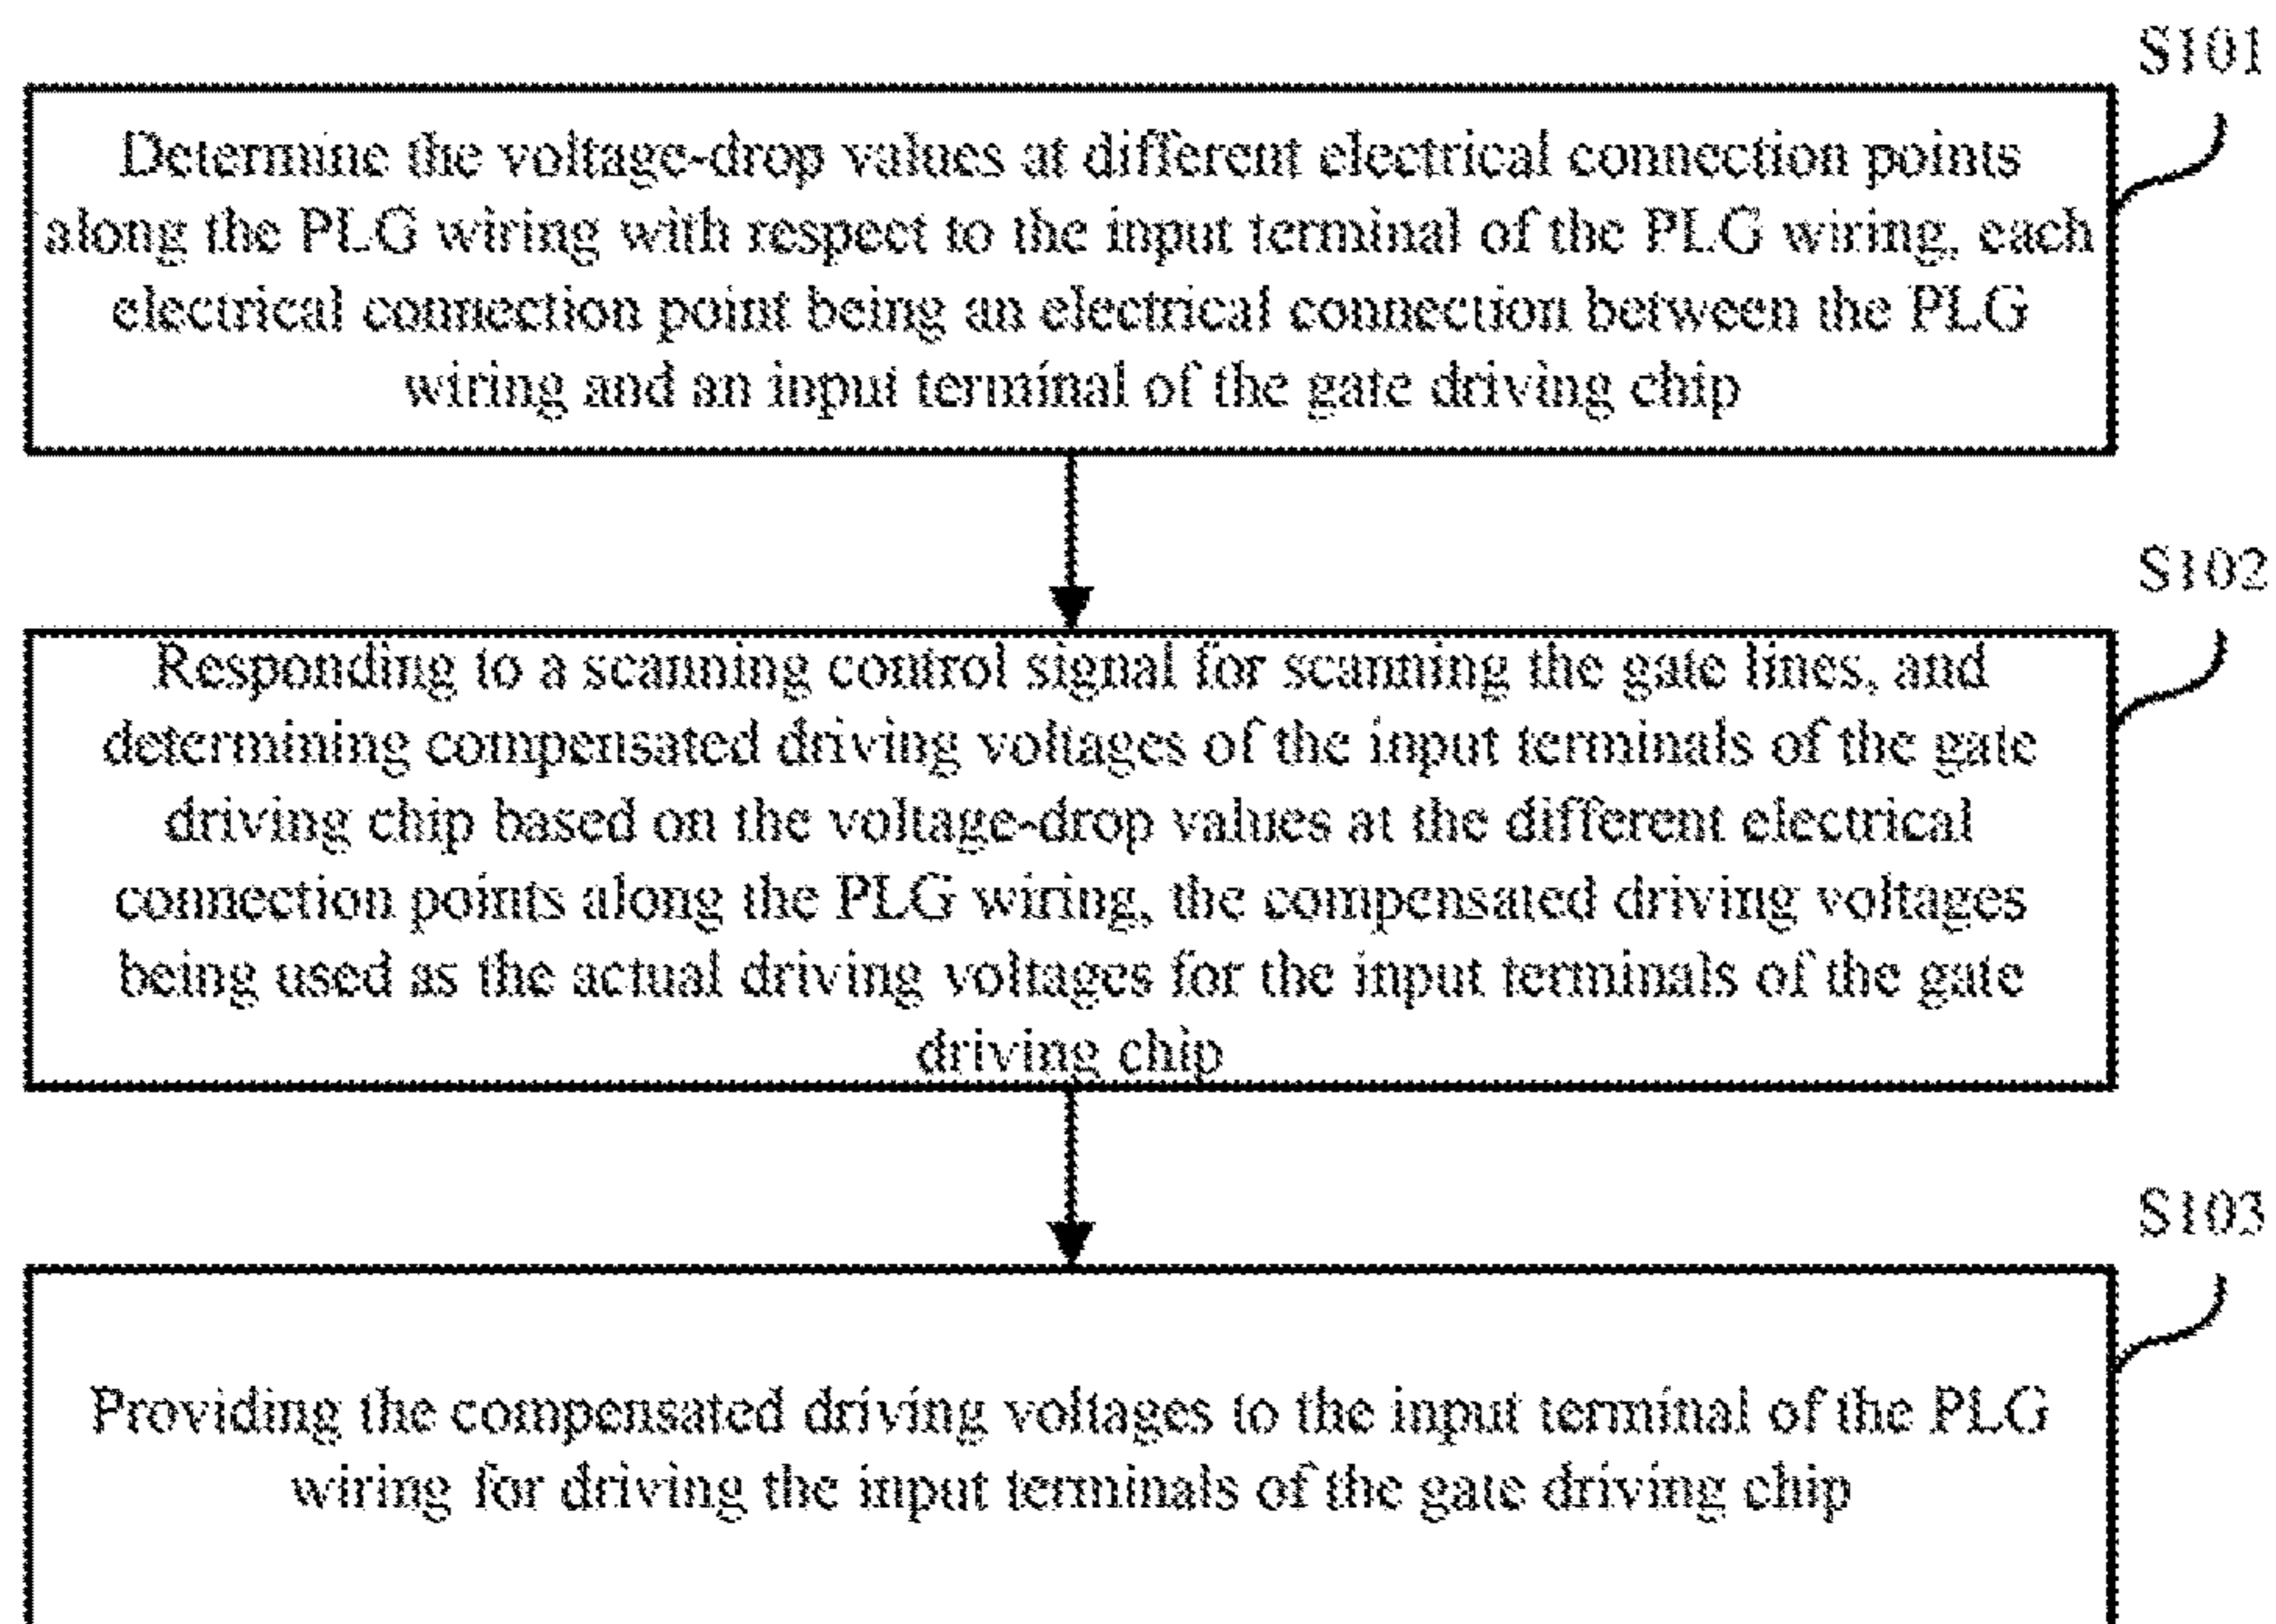 S101
Determine the voltage-drop values at different electrical connection points
along the PLG wiring with respect to the input terminal of the PLG wiring, each
electrical connection point being an electrical connection between the PLG
wiring and an input terminal of the gate driving chip
S102
Responding to a scanning control signal for scanning the gate lines, and
determining compensated driving voltages of the input terminals of the gate
driving chip based on the voltage-drop values at the different electrical
connection points along the PLG wiring, the compensated driving voltages
being used as the actual driving voltages for the input terminals of the gate
driving chip
S103
Providing the compensated driving voltages to the input terminal of the PLG
wiring for driving the input terminals of the gate driving chip